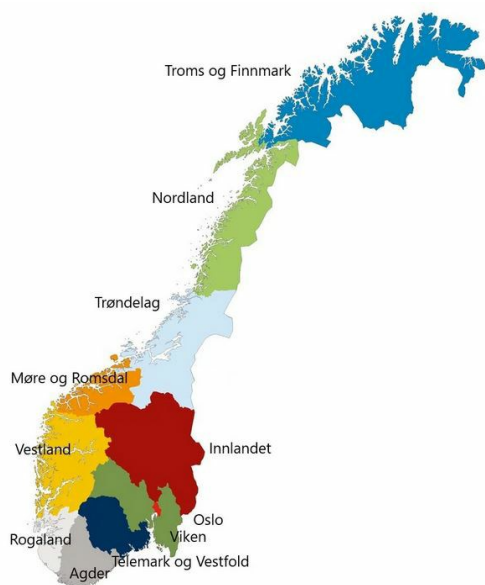 Troms og Finnmark
Nordland
Trøndelag
Møre og Romsdal
Vestland
Innlandet
Oslo
Rogaland
Viken
Telemark og Vestfold
Agder